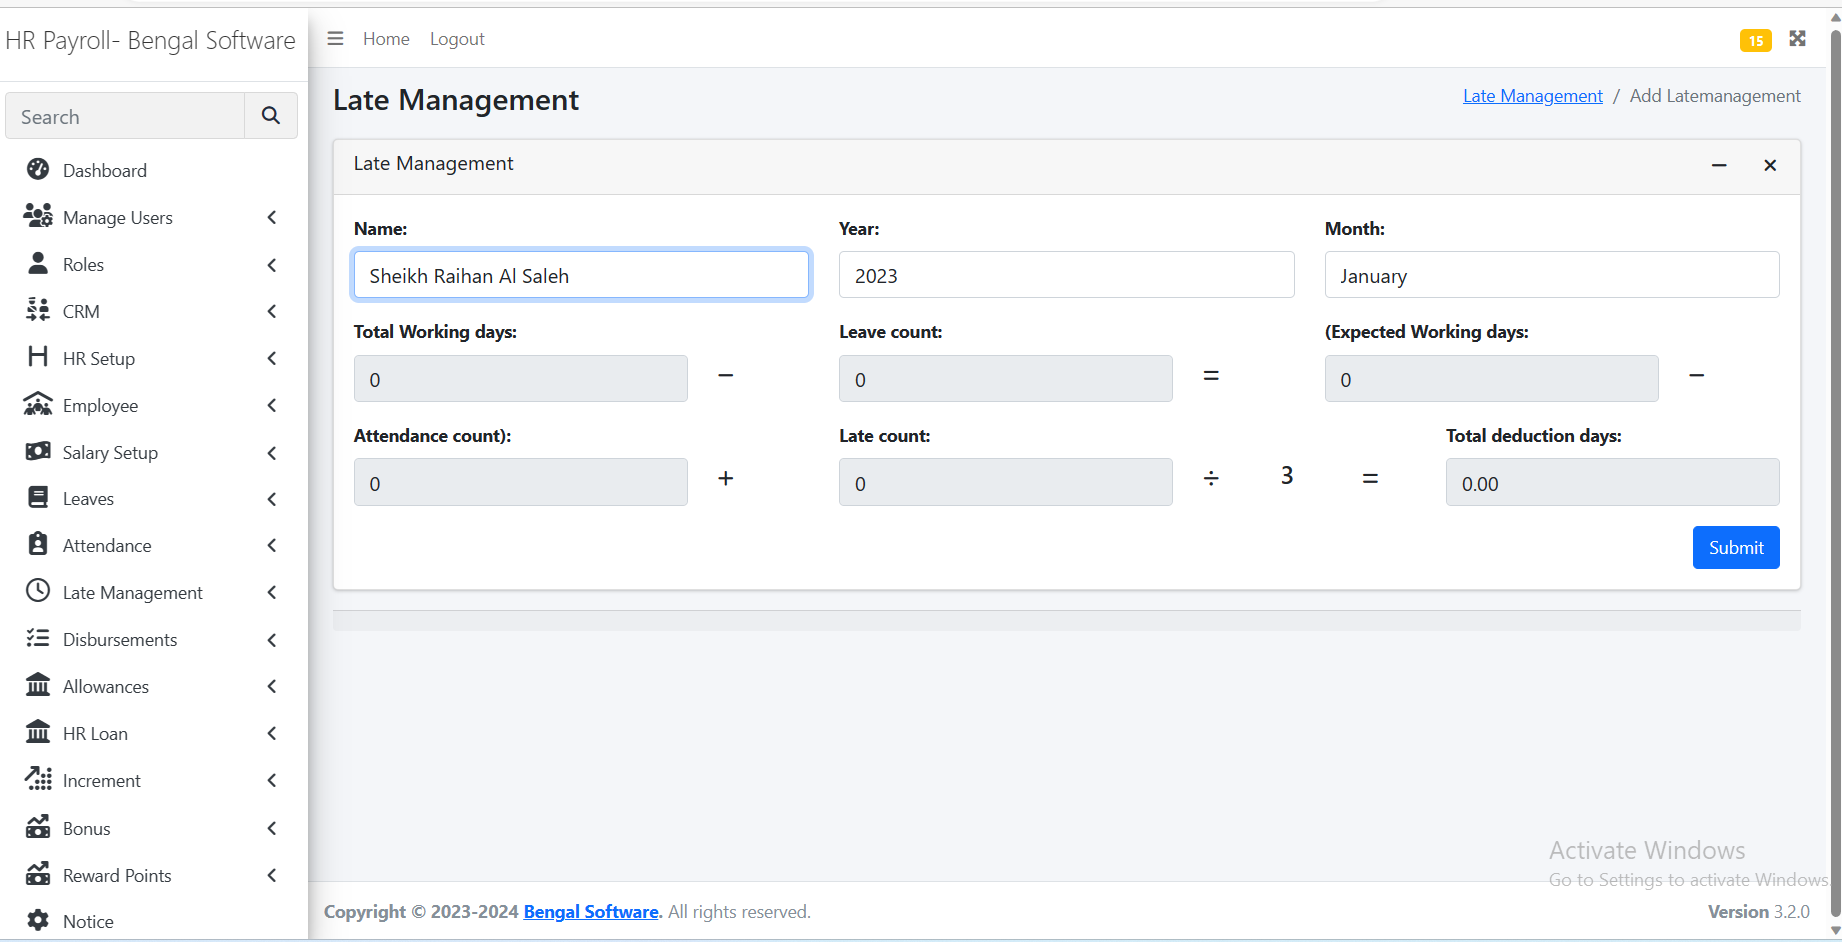 HR Payroll- Bengal Software
Home Logout
15
Search
Late Management
Late Management / Add Latemanagement
Dashboard
Manage Users
Roles
CRM
HR Setup
Employee
Salary Setup
Leaves
Attendance
Late Management
Disbursements
Allowances
HR Loan
Increment
Bonus
Reward Points
Notice
Late Management
Name: Year: Month:
Sheikh Raihan Al Saleh 2023 January
Total Working days: Leave count: (Expected Working days:
0 − 0 = 0 −
Attendance count): Late count: Total deduction days:
0 + 0 ÷ 3 = 0.00
Submit
Activate Windows
Go to Settings to activate Windows.
Copyright © 2023-2024 Bengal Software. All rights reserved.
Version 3.2.0